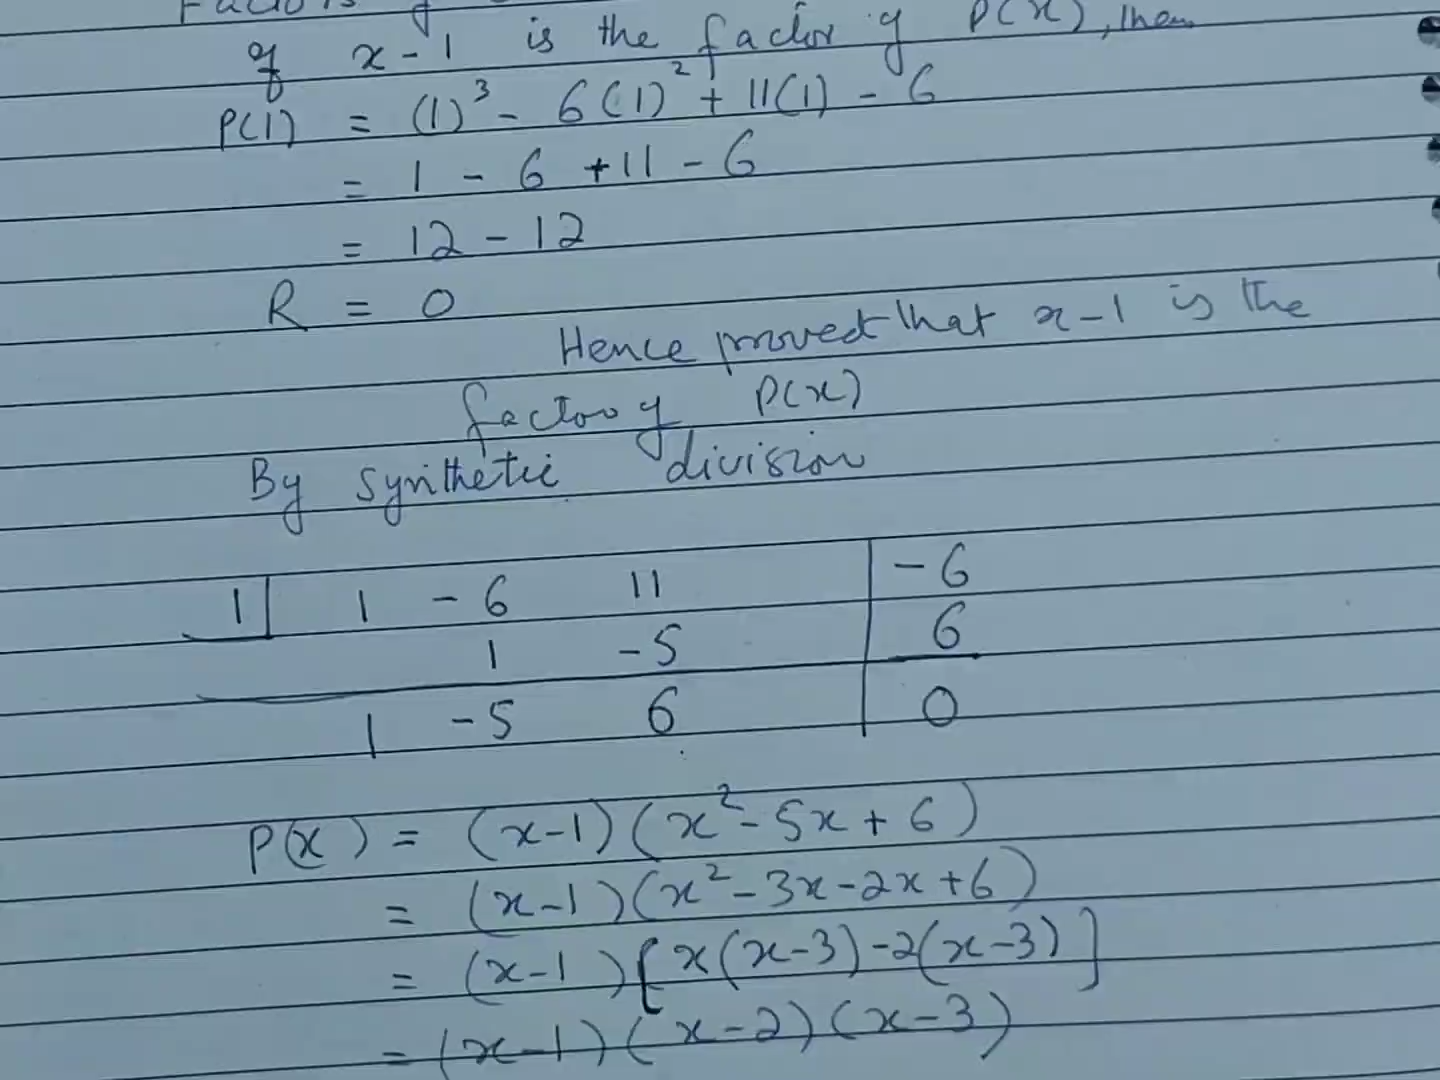 Factors
If x-1 is the factor of P(x), then
P(1) = (1)³ - 6(1)² + 11(1) - 6
= 1 - 6 + 11 - 6
= 12 - 12
R = 0
Hence proved that x-1 is the
factor of P(x)
By synthetic division
1 | 1 -6 11 | -6
1 -5 | 6
1 -5 6 | 0
P(x) = (x-1)(x²-5x+6)
= (x-1)(x²-3x-2x+6)
= (x-1)[x(x-3)-2(x-3)]
= (x-1)(x-2)(x-3)